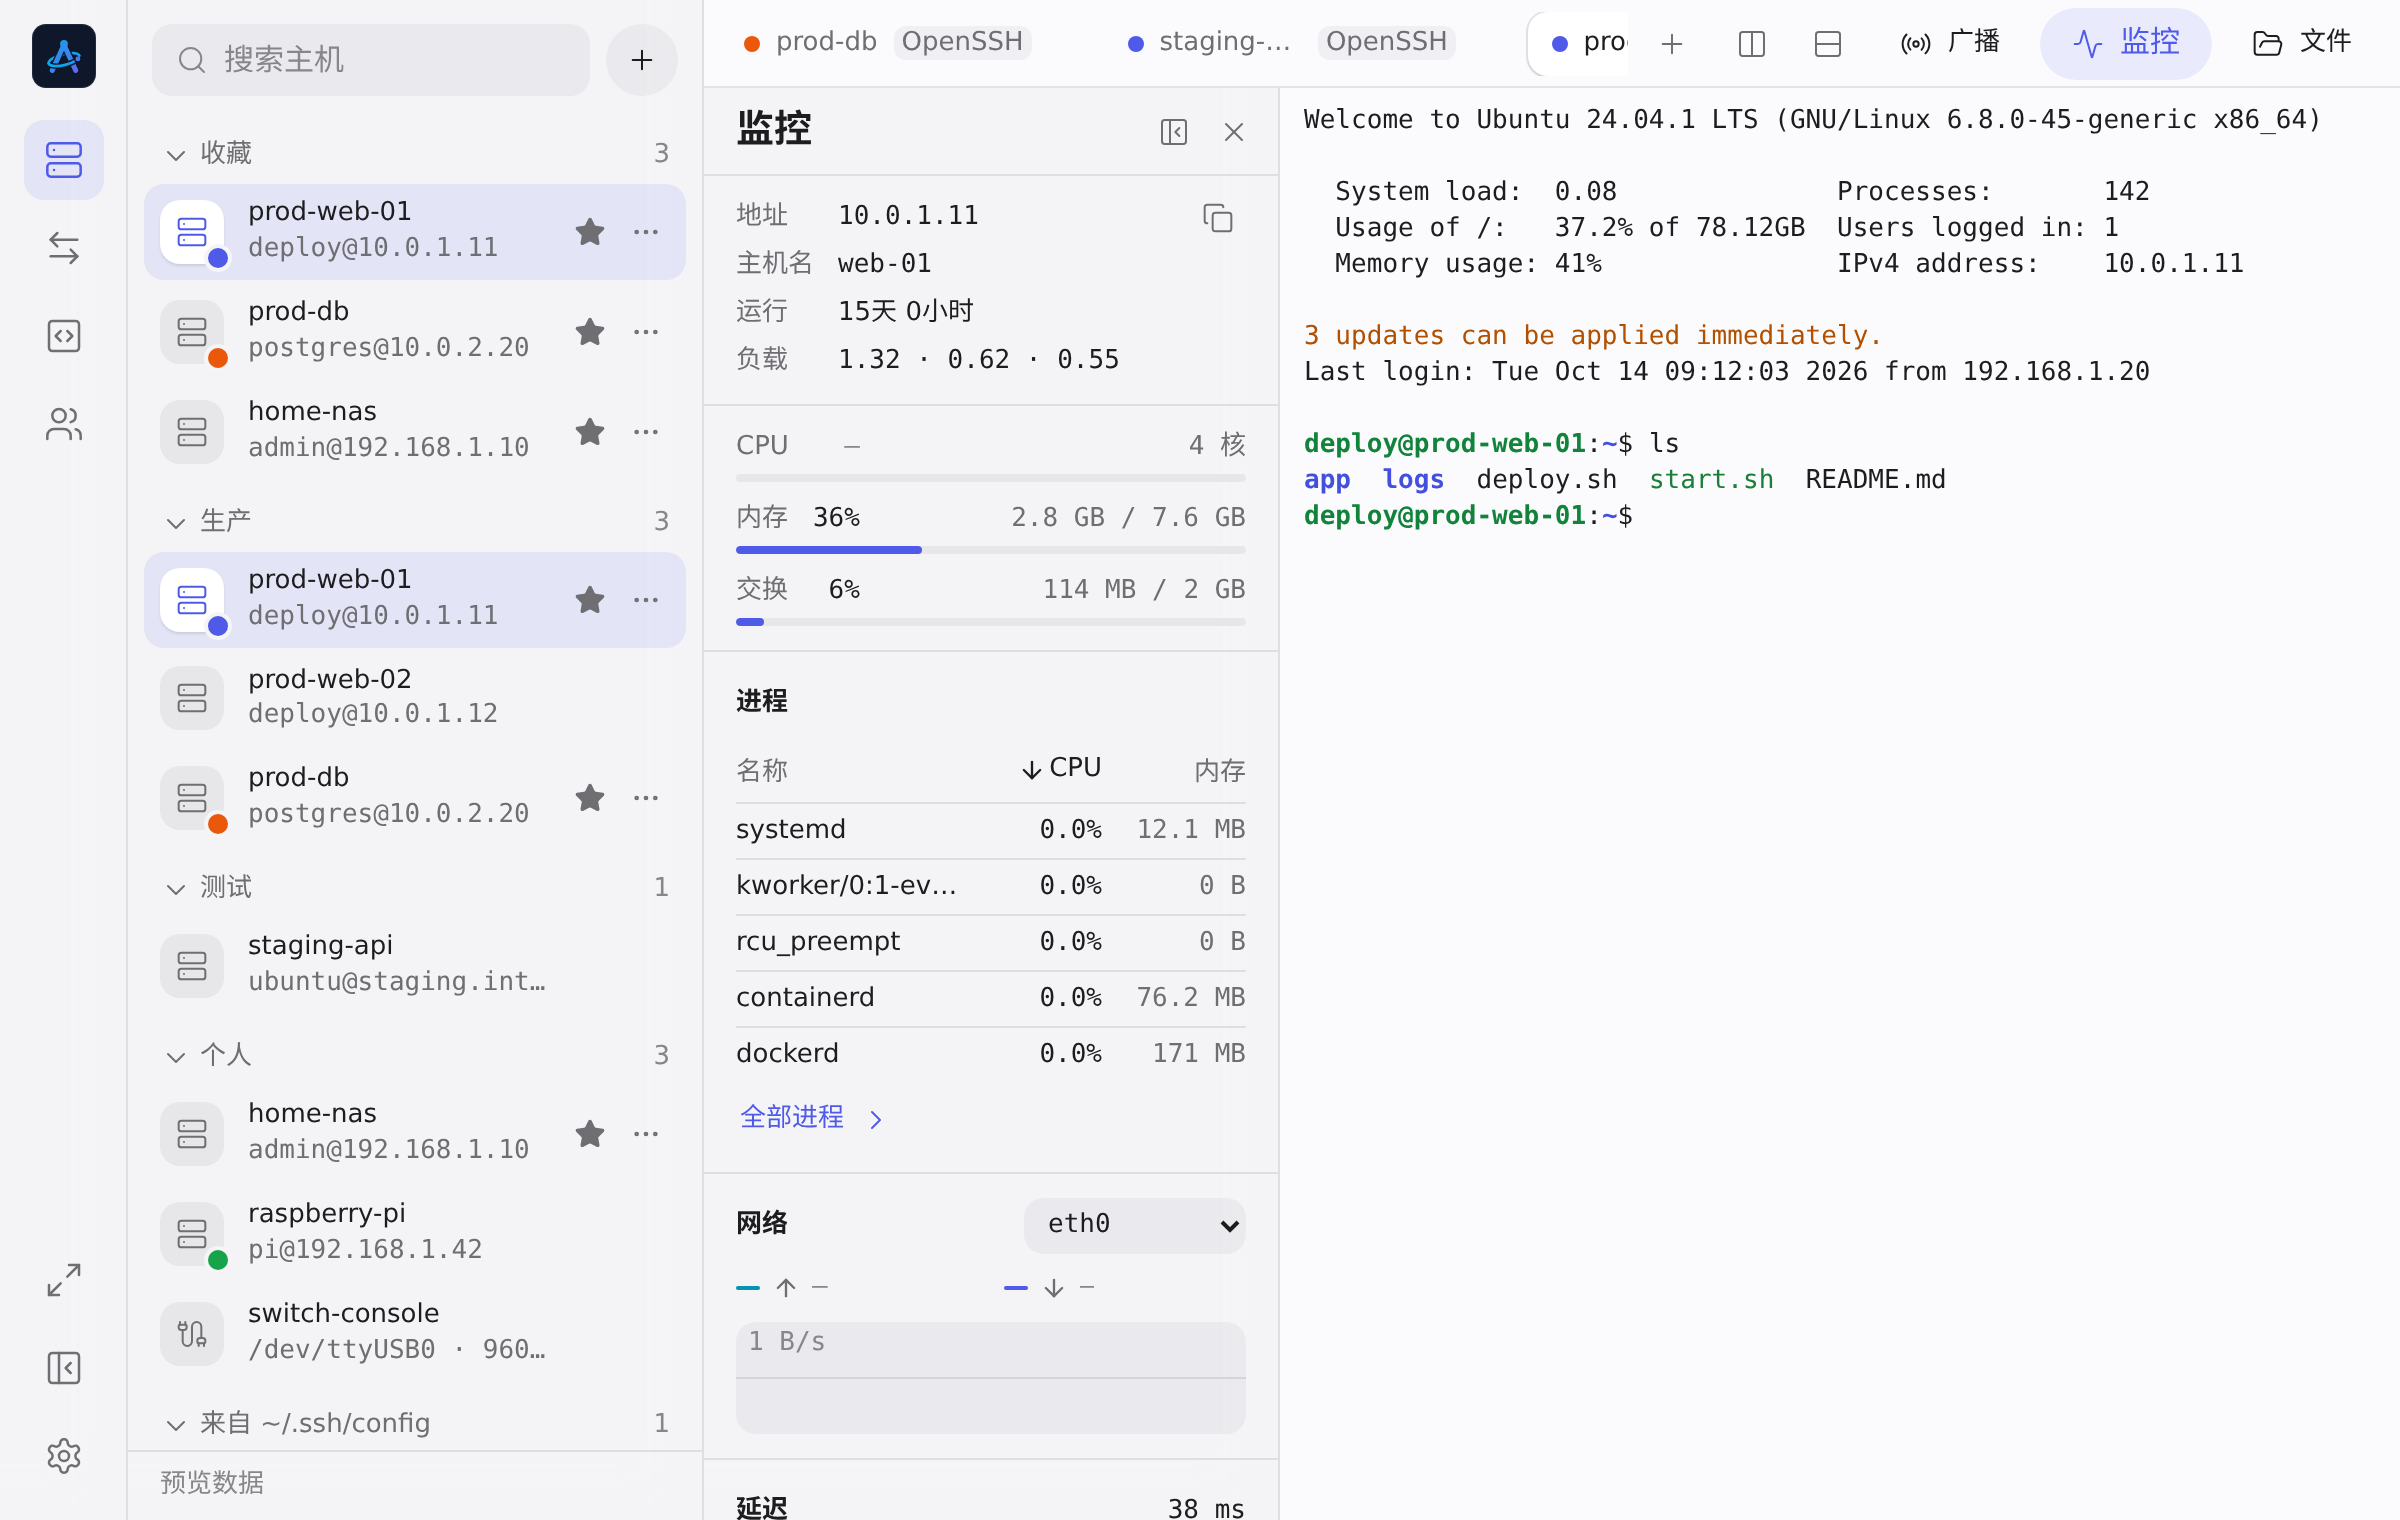 搜索主机
收藏 3
prod-web-01
deploy@10.0.1.11
prod-db
postgres@10.0.2.20
home-nas
admin@192.168.1.10
生产 3
prod-web-01
deploy@10.0.1.11
prod-web-02
deploy@10.0.1.12
prod-db
postgres@10.0.2.20
测试 1
staging-api
ubuntu@staging.int…
个人 3
home-nas
admin@192.168.1.10
raspberry-pi
pi@192.168.1.42
switch-console
/dev/ttyUSB0 · 960…
来自 ~/.ssh/config 1
预览数据
prod-db OpenSSH staging-… OpenSSH pro 广播 监控 文件
监控
地址 10.0.1.11
主机名 web-01
运行 15天 0小时
负载 1.32 · 0.62 · 0.55
CPU — 4 核
内存 36% 2.8 GB / 7.6 GB
交换 6% 114 MB / 2 GB
进程
名称 ↓ CPU 内存
systemd 0.0% 12.1 MB
kworker/0:1-ev… 0.0% 0 B
rcu_preempt 0.0% 0 B
containerd 0.0% 76.2 MB
dockerd 0.0% 171 MB
全部进程
网络 eth0
↑ — ↓ —
1 B/s
延迟 38 ms
Welcome to Ubuntu 24.04.1 LTS (GNU/Linux 6.8.0-45-generic x86_64)
System load: 0.08 Processes: 142
Usage of /: 37.2% of 78.12GB Users logged in: 1
Memory usage: 41% IPv4 address: 10.0.1.11
3 updates can be applied immediately.
Last login: Tue Oct 14 09:12:03 2026 from 192.168.1.20
deploy@prod-web-01:~$ ls
app logs deploy.sh start.sh README.md
deploy@prod-web-01:~$